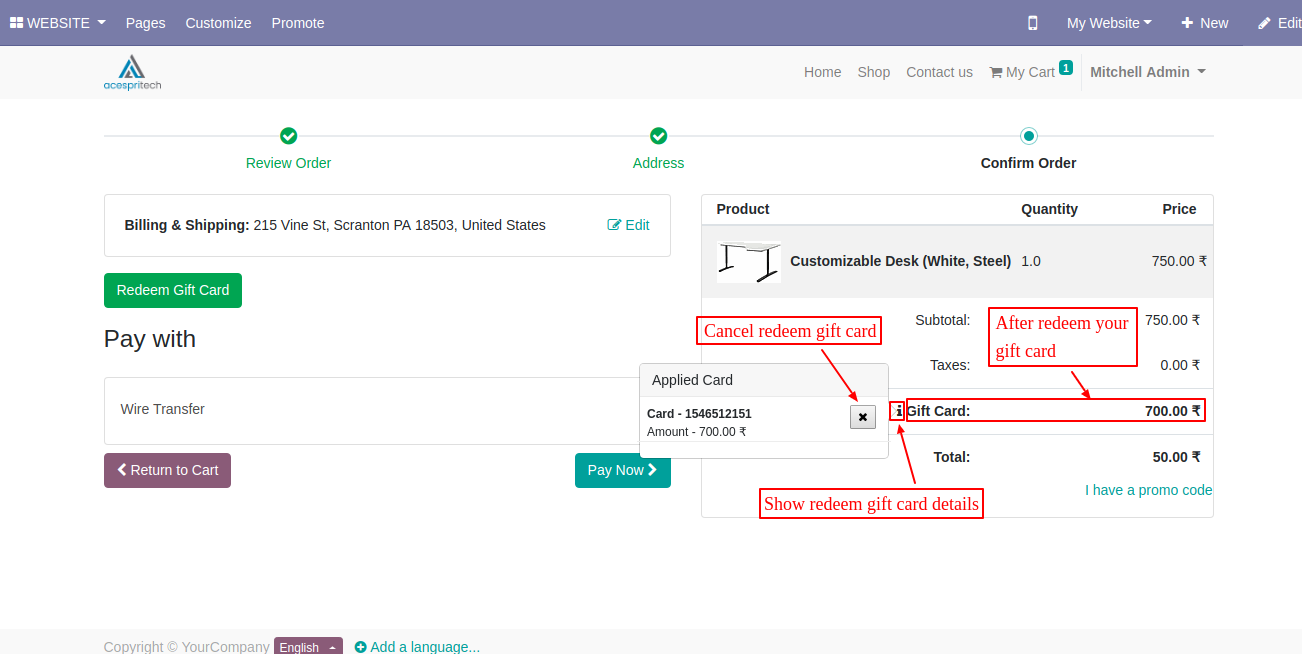 WEBSITE Pages Customize Promote My Website New Edit
acespritech Home Shop Contact us My Cart 1 Mitchell Admin
Review Order Address Confirm Order
Billing & Shipping: 215 Vine St, Scranton PA 18503, United States Edit
Redeem Gift Card
Pay with
Wire Transfer
Return to Cart Pay Now
Product Quantity Price
Customizable Desk (White, Steel) 1.0 750.00 ₹
Subtotal: 750.00 ₹
Taxes: 0.00 ₹
Gift Card: 700.00 ₹
Total: 50.00 ₹
I have a promo code
Cancel redeem gift card
After redeem your
gift card
Applied Card
Card - 1546512151
Amount - 700.00 ₹
Show redeem gift card details
Copyright © YourCompany English Add a language...